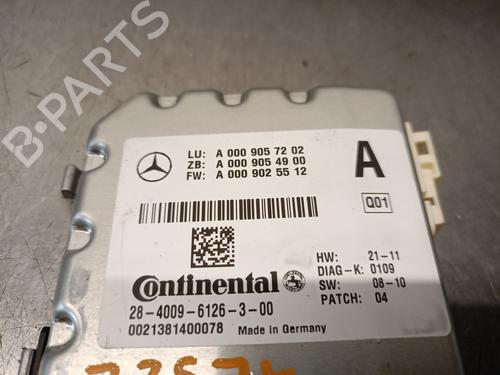 LU: A 000 905 72 02
ZB: A 000 905 49 00
FW: A 000 902 55 12
A
Q01
HW: 21-11
DIAG-K: 0109
SW: 08-10
PATCH: 04
Continental
28-4009-6126-3-00
0021381400078 Made in Germany
B-PARTS